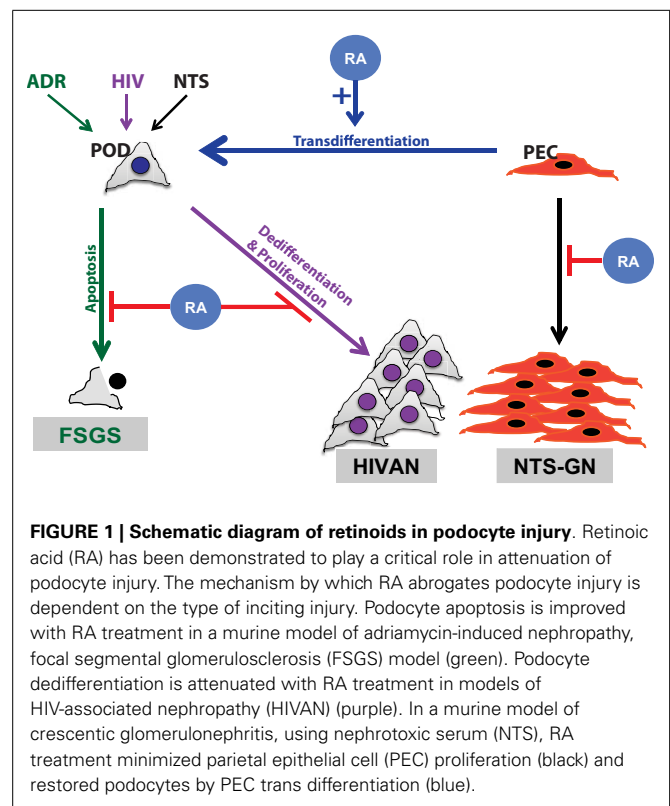 RA
ADR HIV NTS
+
POD
Transdifferentiation
PEC
Dedifferentiation
& Proliferation
Apoptosis
RA
RA
FSGS
HIVAN
NTS-GN
FIGURE 1 | Schematic diagram of retinoids in podocyte injury. Retinoic
acid (RA) has been demonstrated to play a critical role in attenuation of
podocyte injury. The mechanism by which RA abrogates podocyte injury is
dependent on the type of inciting injury. Podocyte apoptosis is improved
with RA treatment in a murine model of adriamycin-induced nephropathy,
focal segmental glomerulosclerosis (FSGS) model (green). Podocyte
dedifferentiation is attenuated with RA treatment in models of
HIV-associated nephropathy (HIVAN) (purple). In a murine model of
crescentic glomerulonephritis, using nephrotoxic serum (NTS), RA
treatment minimized parietal epithelial cell (PEC) proliferation (black) and
restored podocytes by PEC trans differentiation (blue).